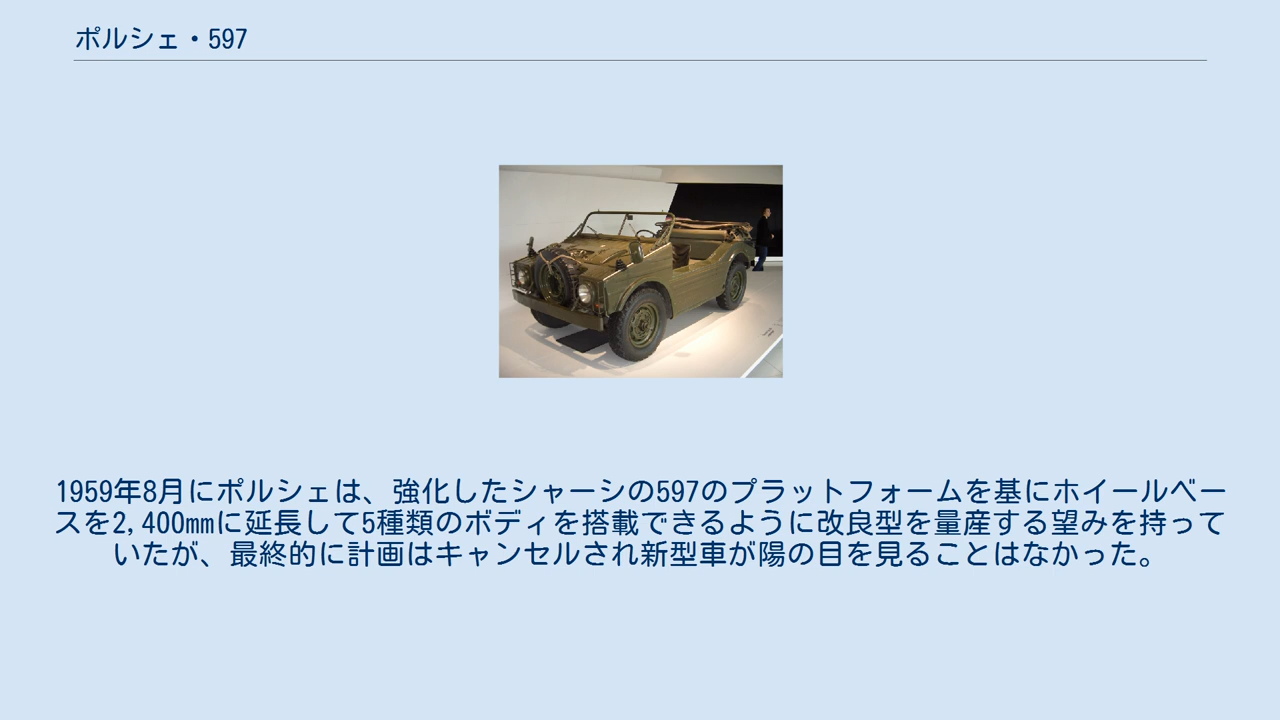 ポルシェ・597
1959年8月にポルシェは、強化したシャーシの597のプラットフォームを基にホイールベー
スを2,400mmに延長して5種類のボディを搭載できるように改良型を量産する望みを持って
いたが、最終的に計画はキャンセルされ新型車が陽の目を見ることはなかった。